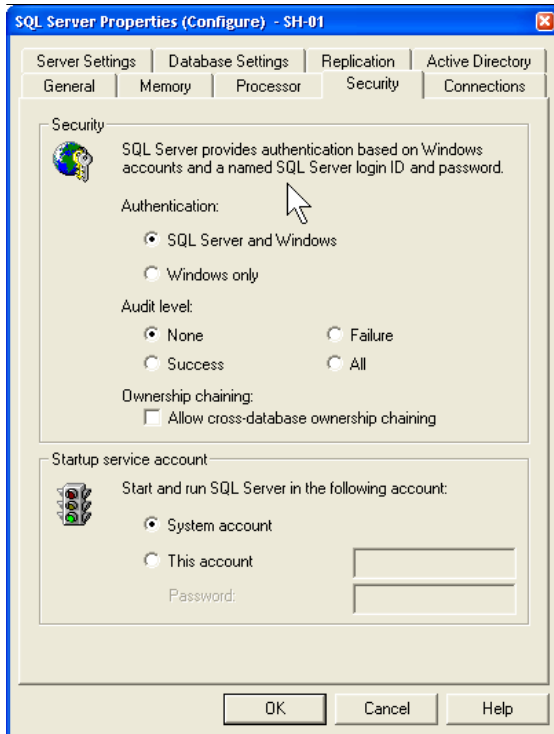 SQL Server Properties (Configure) - SH-01
Server Settings Database Settings Replication Active Directory
General Memory Processor Security Connections
Security
SQL Server provides authentication based on Windows
accounts and a named SQL Server login ID and password.
Authentication:
SQL Server and Windows
Windows only
Audit level:
None Failure
Success All
Ownership chaining:
Allow cross-database ownership chaining
Startup service account
Start and run SQL Server in the following account:
System account
This account
Password:
OK Cancel Help